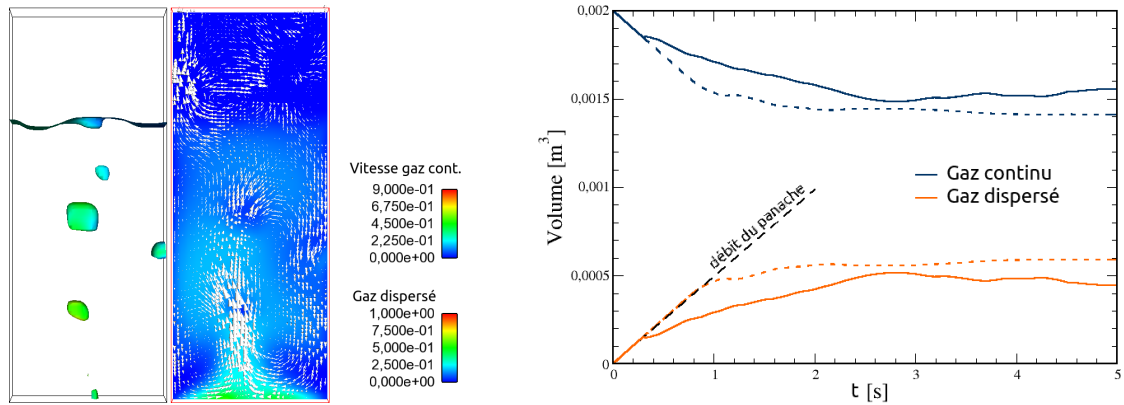 Vitesse gaz cont.
9,000e-01
6,750e-01
4,500e-01
2,250e-01
0,000e+00
Gaz dispersé
1,000e+00
7,500e-01
5,000e-01
2,500e-01
0,000e+00
0,002
0,0015
0,001
0,0005
0
Volume [m³]
Gaz continu
Gaz dispersé
débit du panache
0
1
2
3
4
5
t [s]